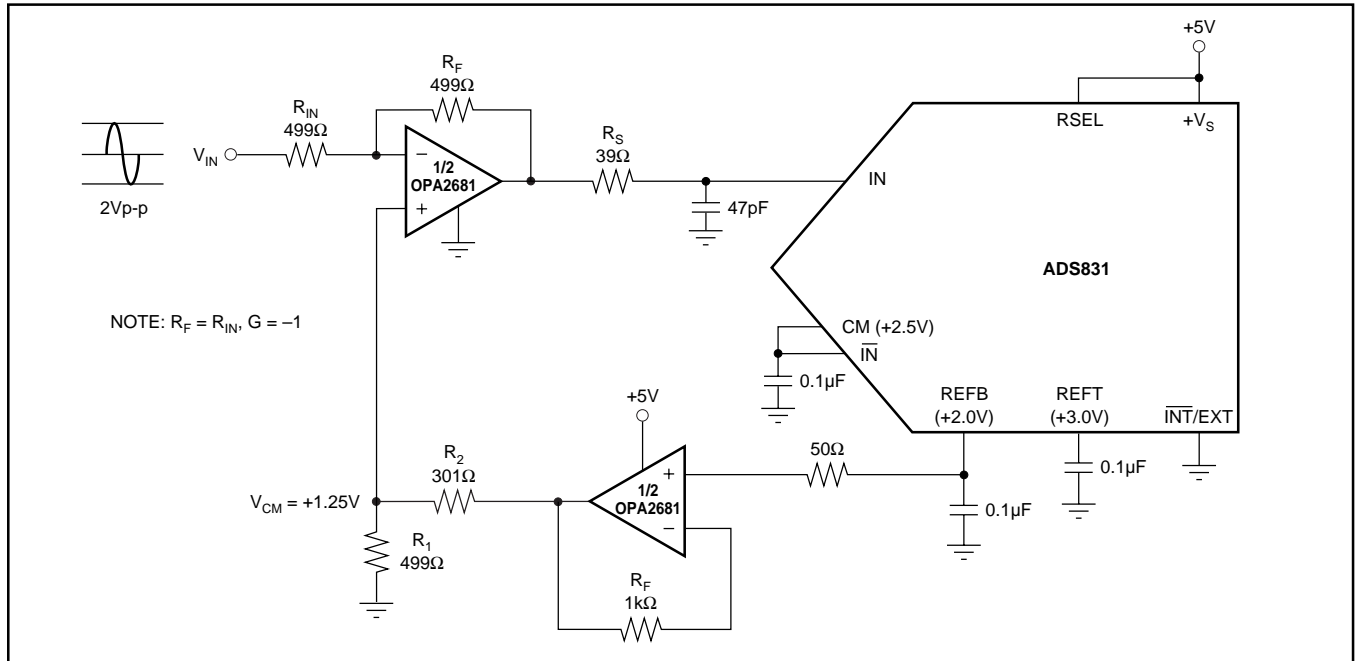 +5V
R_F
499Ω
R_IN
499Ω
V_IN
2Vp-p
−
+
1/2
OPA2681
R_S
39Ω
47pF
IN
RSEL
+V_S
ADS831
NOTE: R_F = R_IN, G = –1
CM (+2.5V)
I̅N̅
0.1µF
REFB
(+2.0V)
REFT
(+3.0V)
I̅N̅T̅/EXT
+5V
R_2
301Ω
V_CM = +1.25V
R_1
499Ω
+
−
1/2
OPA2681
50Ω
0.1µF
0.1µF
R_F
1kΩ